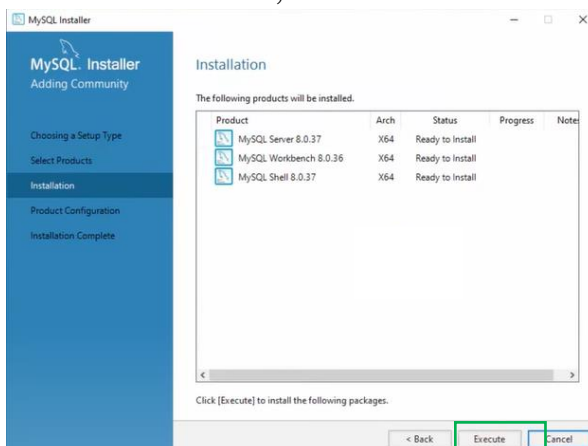 MySQL Installer
MySQL. Installer
Adding Community
Choosing a Setup Type
Select Products
Installation
Product Configuration
Installation Complete
Installation
The following products will be installed.
Product Arch Status Progress Notes
MySQL Server 8.0.37 X64 Ready to Install
MySQL Workbench 8.0.36 X64 Ready to Install
MySQL Shell 8.0.37 X64 Ready to Install
Click [Execute] to install the following packages.
< Back Execute Cancel